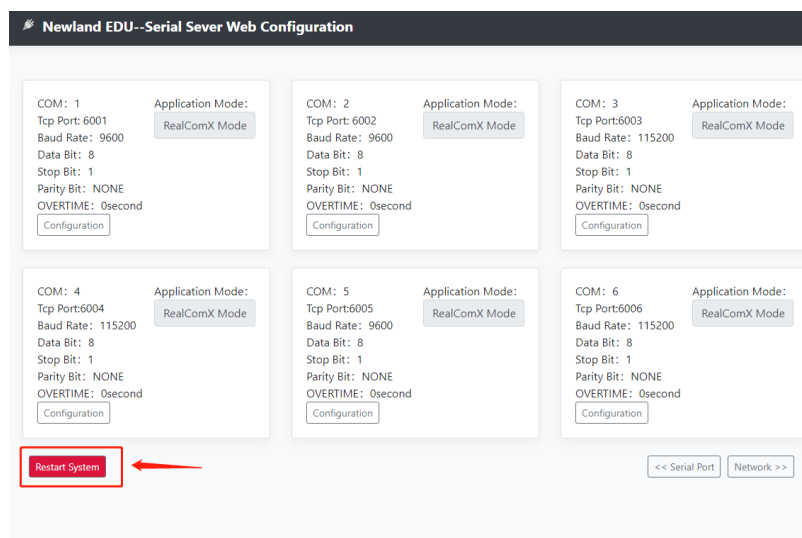 Newland EDU--Serial Sever Web Configuration
COM： 1
Application Mode：
Tcp Port: 6001
RealComX Mode
Baud Rate： 9600
Data Bit： 8
Stop Bit： 1
Parity Bit： NONE
OVERTIME： 0second
Configuration
COM： 2
Application Mode：
Tcp Port: 6002
RealComX Mode
Baud Rate： 9600
Data Bit： 8
Stop Bit： 1
Parity Bit： NONE
OVERTIME： 0second
Configuration
COM： 3
Application Mode：
Tcp Port:6003
RealComX Mode
Baud Rate： 115200
Data Bit： 8
Stop Bit： 1
Parity Bit： NONE
OVERTIME： 0second
Configuration
COM： 4
Application Mode：
Tcp Port:6004
RealComX Mode
Baud Rate： 115200
Data Bit： 8
Stop Bit： 1
Parity Bit： NONE
OVERTIME： 0second
Configuration
COM： 5
Application Mode：
Tcp Port:6005
RealComX Mode
Baud Rate： 9600
Data Bit： 8
Stop Bit： 1
Parity Bit： NONE
OVERTIME： 0second
Configuration
COM： 6
Application Mode：
Tcp Port:6006
RealComX Mode
Baud Rate： 115200
Data Bit： 8
Stop Bit： 1
Parity Bit： NONE
OVERTIME： 0second
Configuration
Restart System
<< Serial Port
Network >>